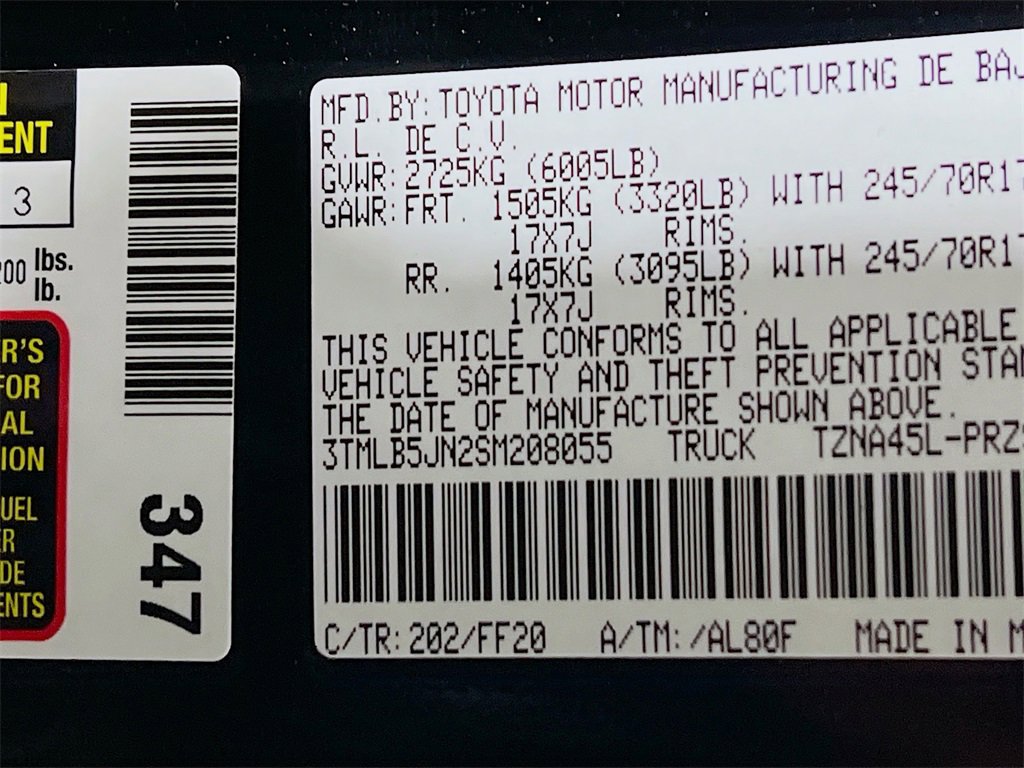 N
ENT
3
200 lbs.
lb.
R'S
FOR
AL
ION
UEL
ER
DE
ENTS
347
MFD.BY:TOYOTA MOTOR MANUFACTURING DE BAJ
R.L. DE C.V.
GVWR:2725KG (6005LB)
GAWR:FRT. 1505KG (3320LB) WITH 245/70R17
17X7J RIMS.
RR. 1405KG (3095LB) WITH 245/70R17
17X7J RIMS.
THIS VEHICLE CONFORMS TO ALL APPLICABLE
VEHICLE SAFETY AND THEFT PREVENTION STAN
THE DATE OF MANUFACTURE SHOWN ABOVE.
3TMLB5JN2SM208055 TRUCK TZNA45L-PRZS
C/TR:202/FF20 A/TM:/AL80F MADE IN M